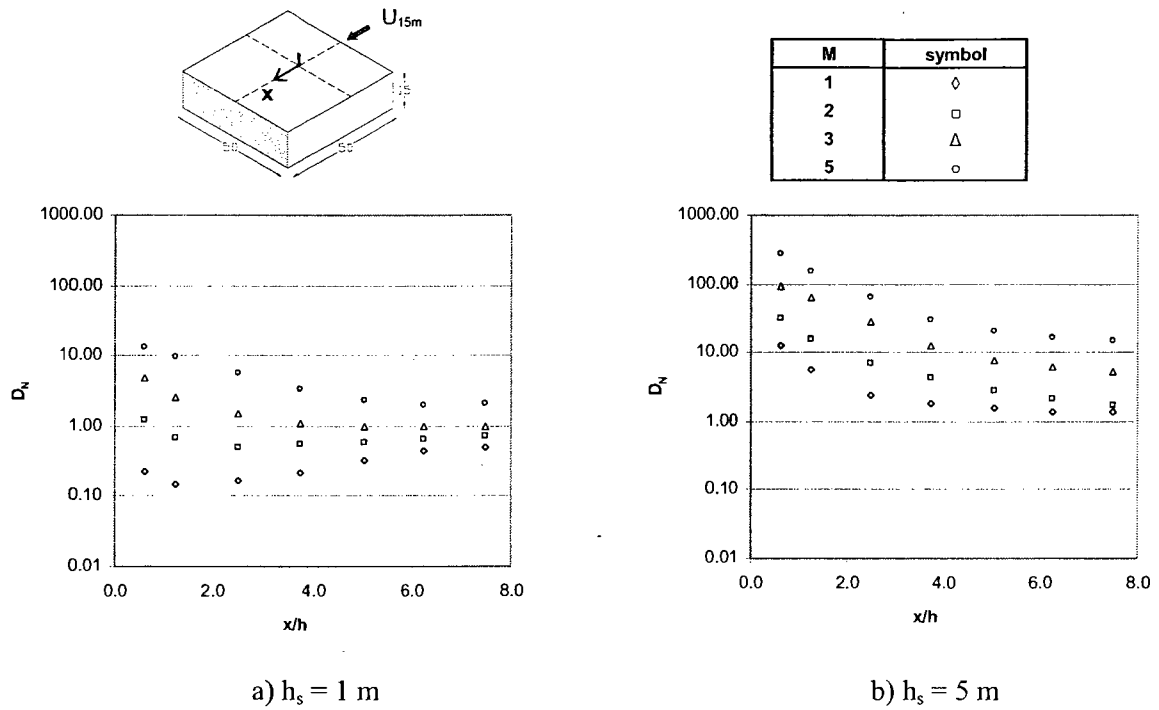 U15m
x
50
50
M symbol
1 ◊
2 □
3 △
5 ○
1000.00
100.00
10.00
1.00
0.10
0.01
DN
0.0 2.0 4.0 6.0 8.0
x/h
a) hs = 1 m
1000.00
100.00
10.00
1.00
0.10
0.01
DN
0.0 2.0 4.0 6.0 8.0
x/h
b) hs = 5 m